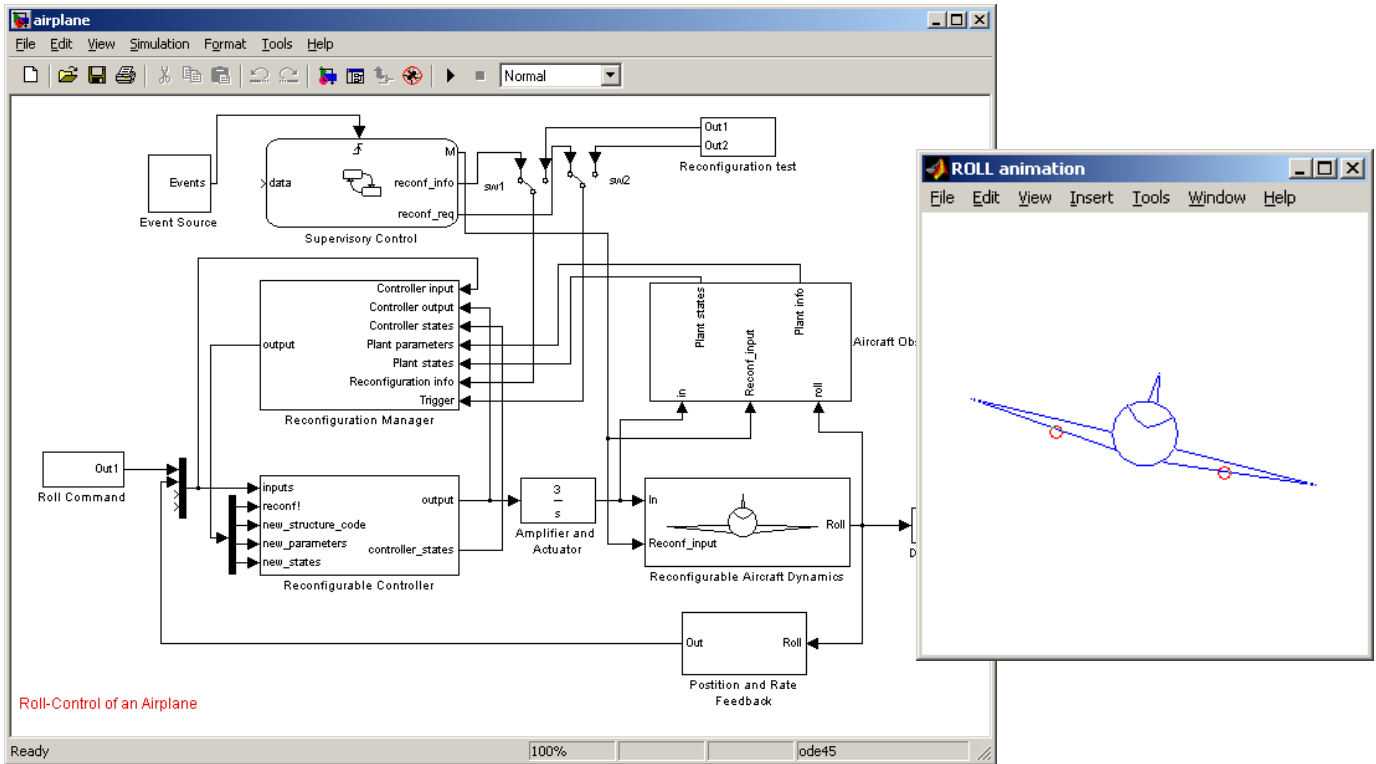 airplane
File Edit View Simulation Format Tools Help
Normal
Out1
Out2
Reconfiguration test
Events
Event Source
data
M
reconf_info
reconf_req
Supervisory Control
sw1
sw2
ROLL animation
File Edit View Insert Tools Window Help
Controller input
Controller output
Controller states
Plant parameters
Plant states
Reconfiguration info
Trigger
output
Reconfiguration Manager
Plant states
Plant info
Reconf_input
in
roll
Aircraft Obs
Out1
Roll Command
inputs
reconf!
new_structure_code
new_parameters
new_states
output
controller_states
Reconfigurable Controller
3
s
Amplifier and
Actuator
In
Reconf_input
Roll
Reconfigurable Aircraft Dynamics
D
Out
Roll
Postition and Rate
Feedback
Roll-Control of an Airplane
Ready
100%
ode45